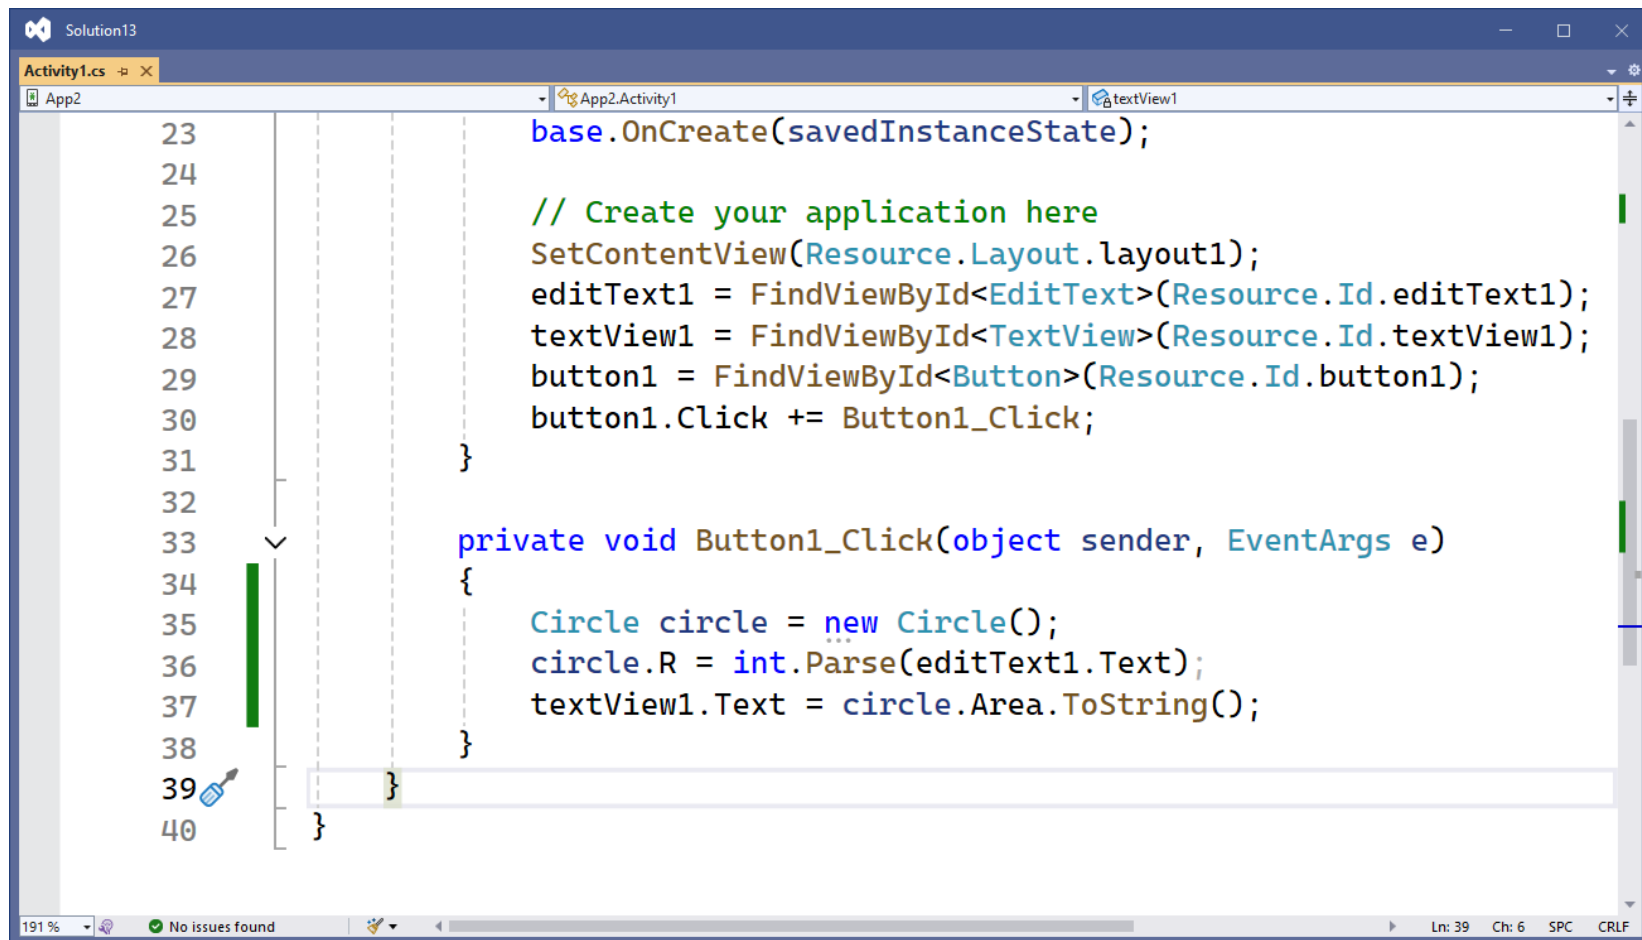 Solution13
Activity1.cs
App2 App2.Activity1 textView1
23 base.OnCreate(savedInstanceState);
24
25 // Create your application here
26 SetContentView(Resource.Layout.layout1);
27 editText1 = FindViewById<EditText>(Resource.Id.editText1);
28 textView1 = FindViewById<TextView>(Resource.Id.textView1);
29 button1 = FindViewById<Button>(Resource.Id.button1);
30 button1.Click += Button1_Click;
31 }
32
33 private void Button1_Click(object sender, EventArgs e)
34 {
35 Circle circle = new Circle();
36 circle.R = int.Parse(editText1.Text);
37 textView1.Text = circle.Area.ToString();
38 }
39 }
40 }
191 % No issues found Ln: 39 Ch: 6 SPC CRLF